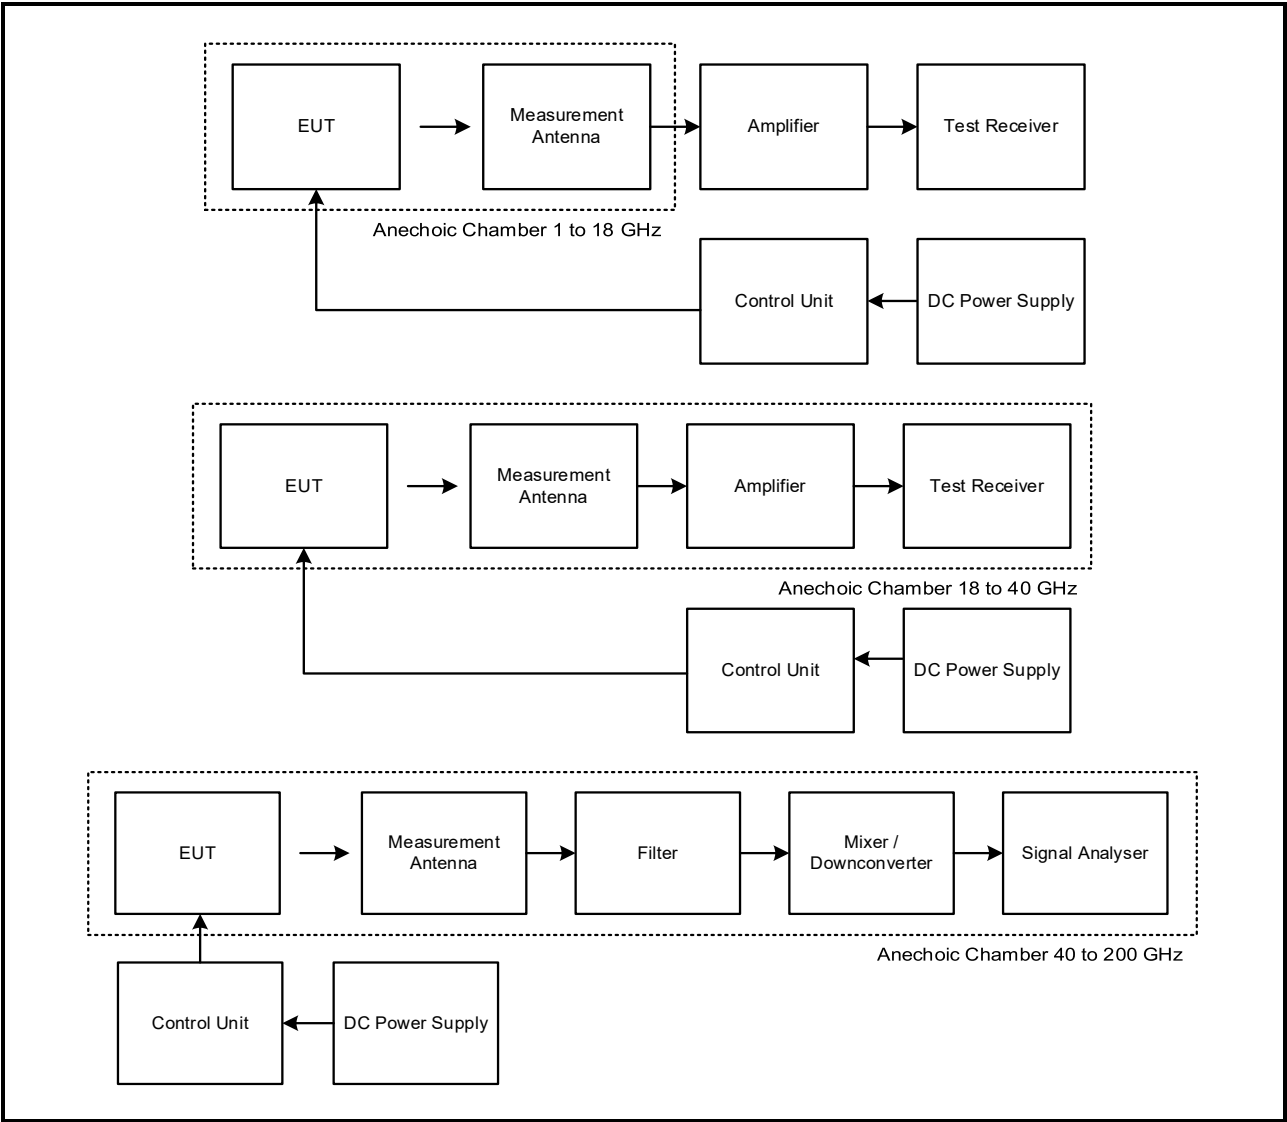 EUT
Measurement
Antenna
Amplifier
Test Receiver
Anechoic Chamber 1 to 18 GHz
Control Unit
DC Power Supply
EUT
Measurement
Antenna
Amplifier
Test Receiver
Anechoic Chamber 18 to 40 GHz
Control Unit
DC Power Supply
EUT
Measurement
Antenna
Filter
Mixer /
Downconverter
Signal Analyser
Anechoic Chamber 40 to 200 GHz
Control Unit
DC Power Supply